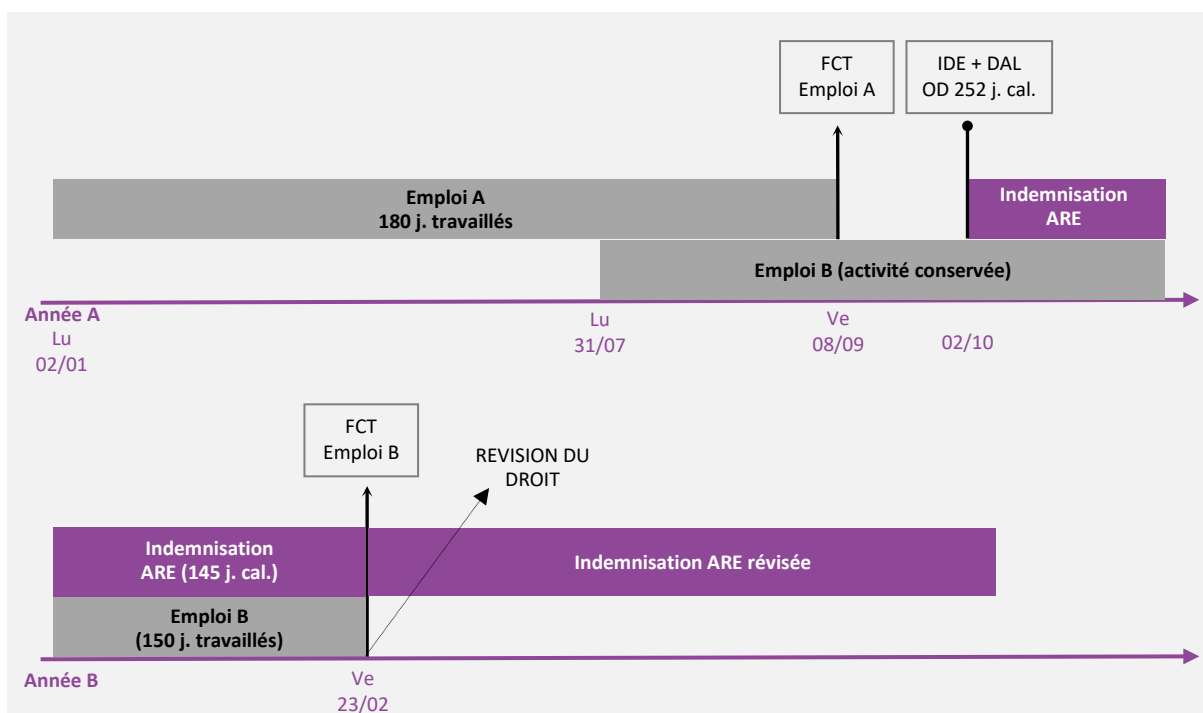 FCT
Emploi A
IDE + DAL
OD 252 j. cal.
Emploi A
180 j. travaillés
Indemnisation
ARE
Emploi B (activité conservée)
Année A
Lu
02/01
Lu
31/07
Ve
08/09
02/10
FCT
Emploi B
REVISION DU
DROIT
Indemnisation
ARE (145 j. cal.)
Indemnisation ARE révisée
Emploi B
(150 j. travaillés)
Année B
Ve
23/02